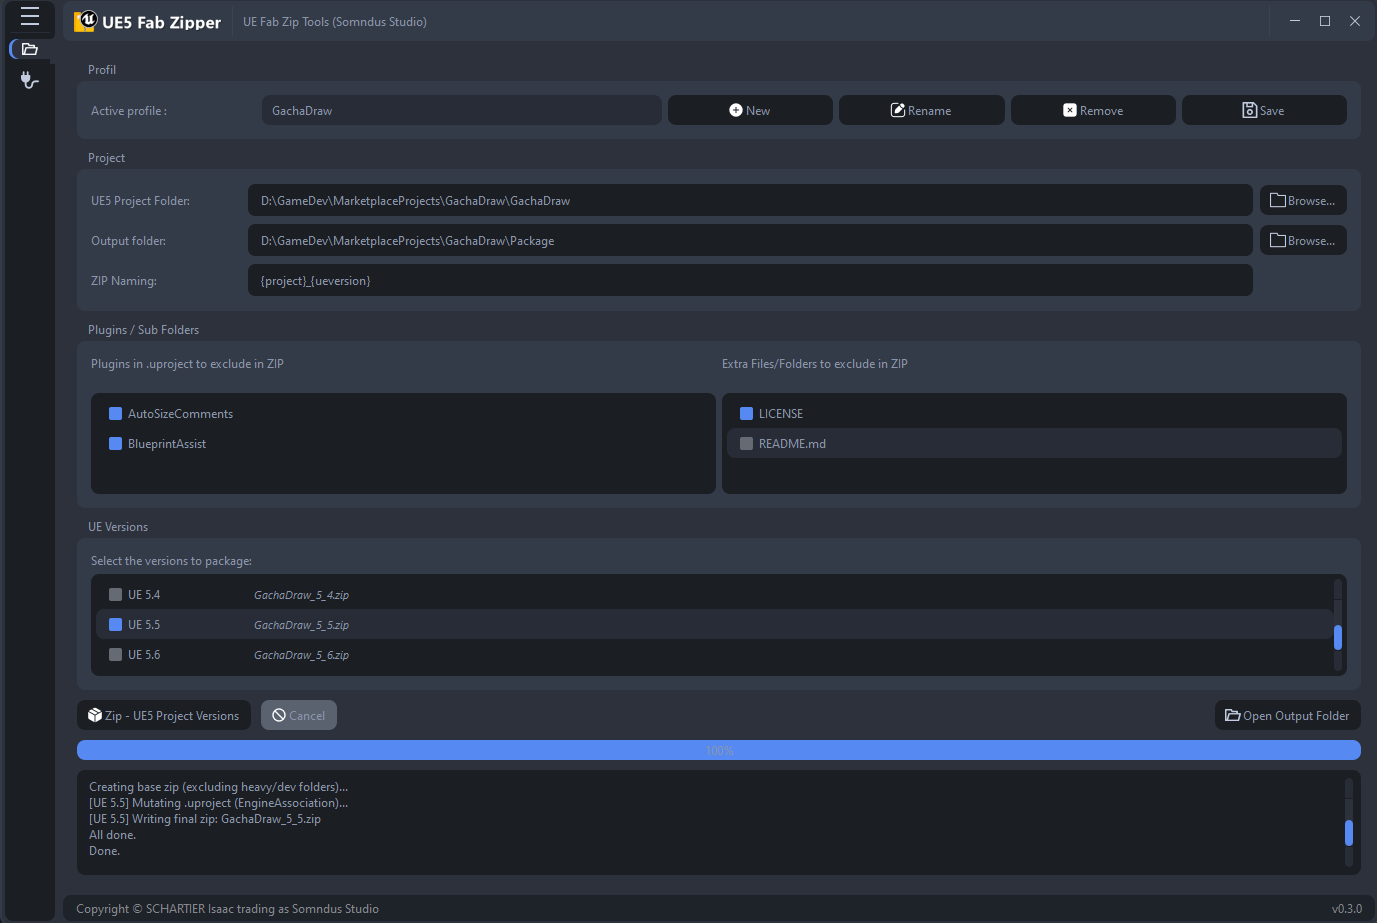 UE5 Fab Zipper
UE Fab Zip Tools (Somndus Studio)
Profil
Active profile :
GachaDraw
New
Rename
Remove
Save
Project
UE5 Project Folder:
D:\GameDev\MarketplaceProjects\GachaDraw\GachaDraw
Browse...
Output folder:
D:\GameDev\MarketplaceProjects\GachaDraw\Package
Browse...
ZIP Naming:
{project}_{ueversion}
Plugins / Sub Folders
Plugins in .uproject to exclude in ZIP
AutoSizeComments
BlueprintAssist
Extra Files/Folders to exclude in ZIP
LICENSE
README.md
UE Versions
Select the versions to package:
UE 5.4 GachaDraw_5_4.zip
UE 5.5 GachaDraw_5_5.zip
UE 5.6 GachaDraw_5_6.zip
Zip - UE5 Project Versions
Cancel
Open Output Folder
100%
Creating base zip (excluding heavy/dev folders)...
[UE 5.5] Mutating .uproject (EngineAssociation)...
[UE 5.5] Writing final zip: GachaDraw_5_5.zip
All done.
Done.
Copyright © SCHARTIER Isaac trading as Somndus Studio
v0.3.0